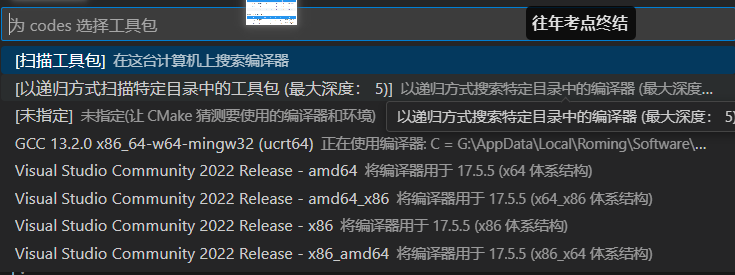 为 codes 选择工具包
往年考点终结
[扫描工具包] 在这台计算机上搜索编译器
[以递归方式扫描特定目录中的工具包 (最大深度： 5)] 以递归方式搜索特定目录中的编译器 (最大深度...
[未指定] 未指定(让 CMake 猜测要使用的编译器和环境)
以递归方式搜索特定目录中的编译器 (最大深度： 5)
GCC 13.2.0 x86_64-w64-mingw32 (ucrt64) 正在使用编译器: C = G:\AppData\Local\Roming\Software\...
Visual Studio Community 2022 Release - amd64 将编译器用于 17.5.5 (x64 体系结构)
Visual Studio Community 2022 Release - amd64_x86 将编译器用于 17.5.5 (x64_x86 体系结构)
Visual Studio Community 2022 Release - x86 将编译器用于 17.5.5 (x86 体系结构)
Visual Studio Community 2022 Release - x86_amd64 将编译器用于 17.5.5 (x86_x64 体系结构)